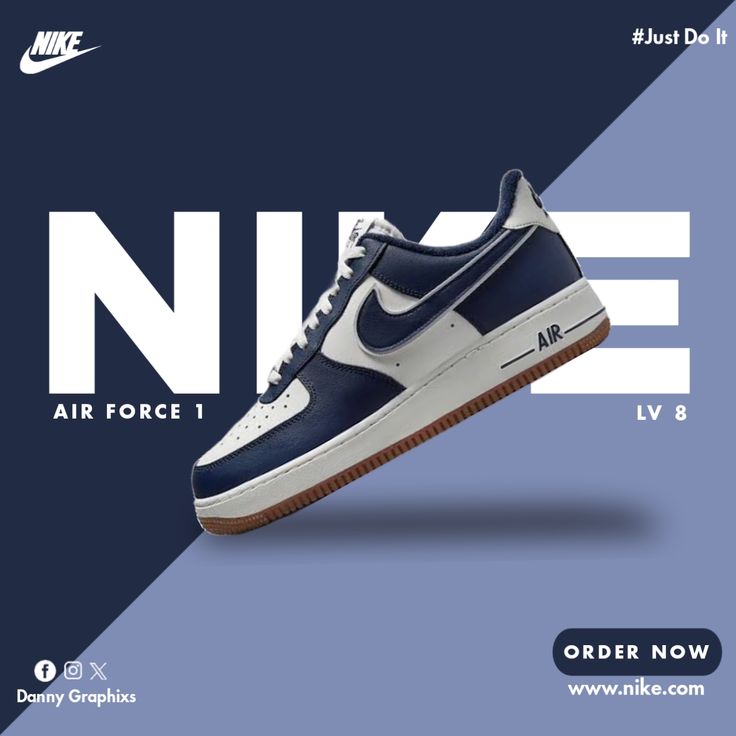 NIKE
#Just Do It
NIKE
AIR FORCE 1
LV 8
AIR
ORDER NOW
www.nike.com
Danny Graphixs